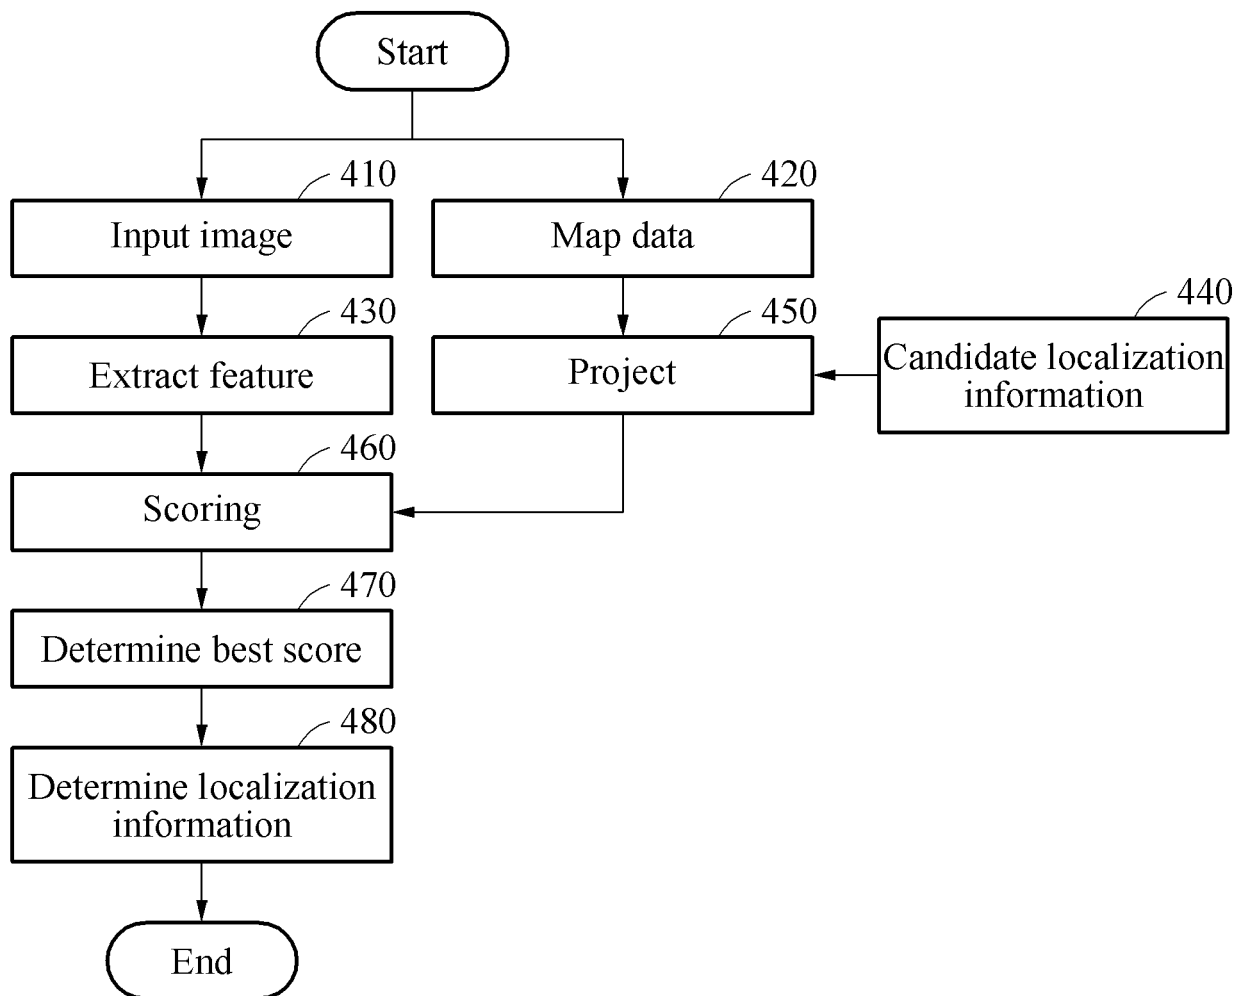 Start
410
420
Input image
Map data
430
450
440
Extract feature
Project
Candidate localization
information
460
Scoring
470
Determine best score
480
Determine localization
information
End